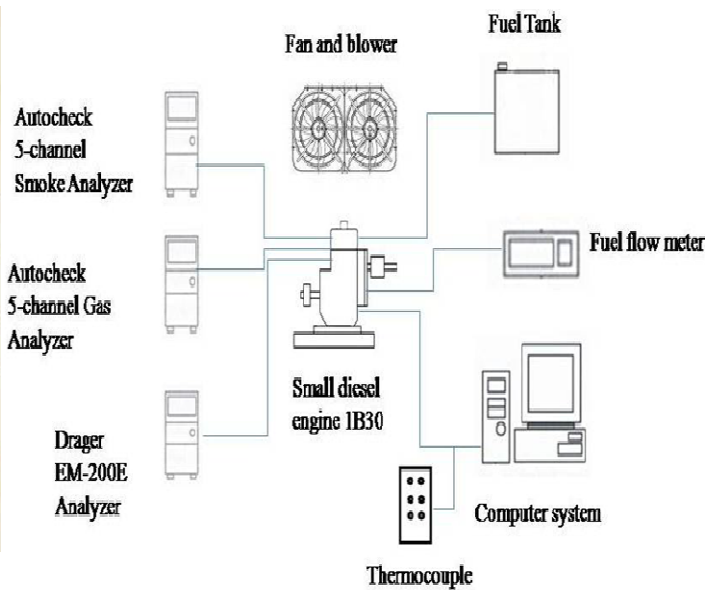 Fuel Tank
Fan and blower
Autocheck
5-channel
Smoke Analyzer
Fuel flow meter
Autocheck
5-channel Gas
Analyzer
Small diesel
engine 1B30
Drager
EM-200E
Analyzer
Computer system
Thermocouple